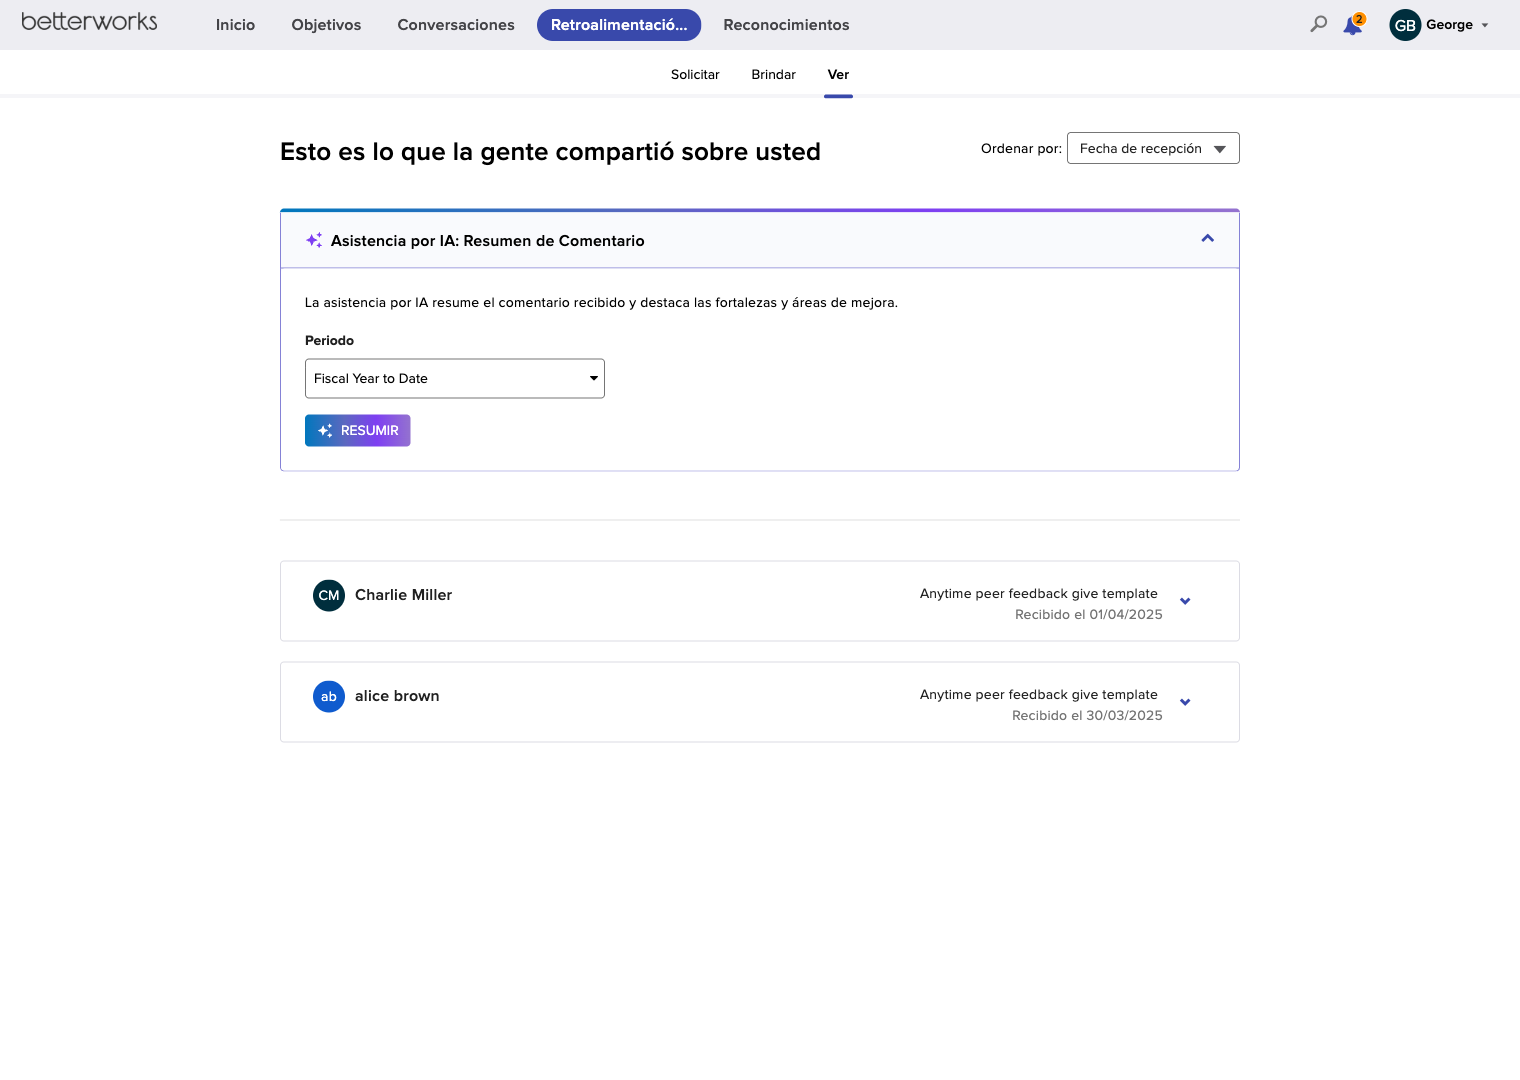 betterworks
Inicio
Objetivos
Conversaciones
Retroalimentació...
Reconocimientos
2
GB
George
Solicitar
Brindar
Ver
Esto es lo que la gente compartió sobre usted
Ordenar por:
Fecha de recepción
Asistencia por IA: Resumen de Comentario
La asistencia por IA resume el comentario recibido y destaca las fortalezas y áreas de mejora.
Periodo
Fiscal Year to Date
RESUMIR
CM
Charlie Miller
Anytime peer feedback give template
Recibido el 01/04/2025
ab
alice brown
Anytime peer feedback give template
Recibido el 30/03/2025